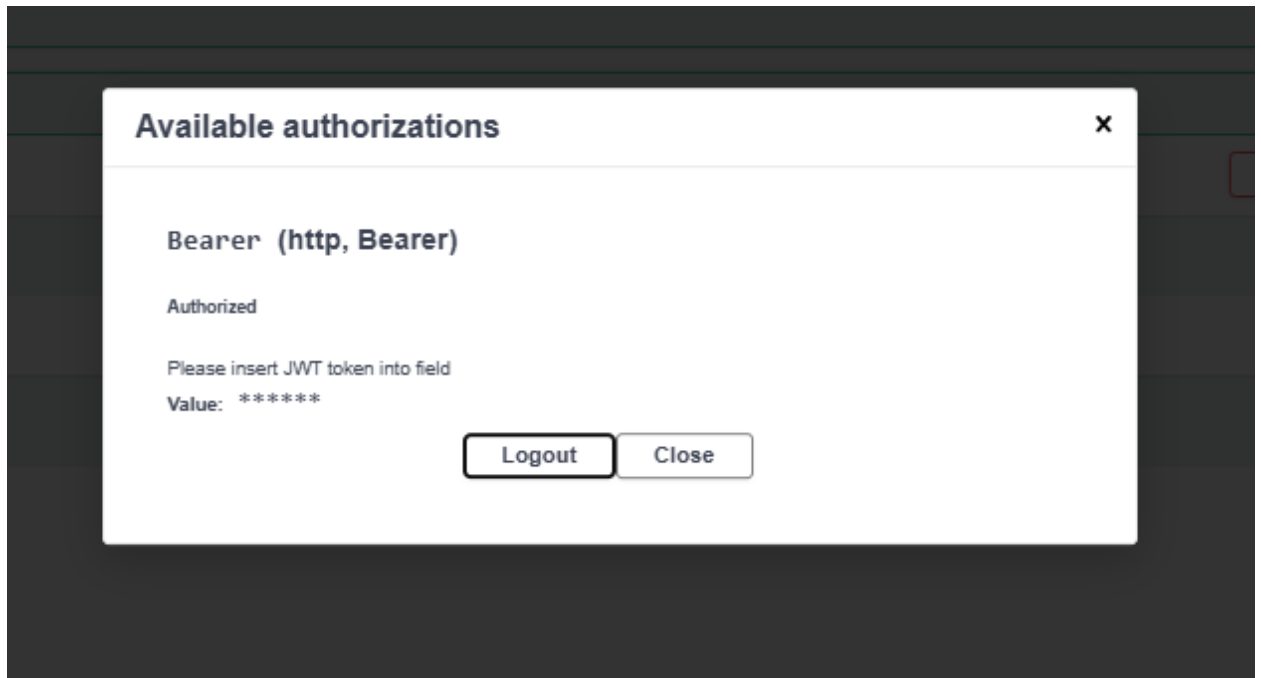 Available authorizations
Bearer (http, Bearer)
Authorized
Please insert JWT token into field
Value: ******
Logout Close